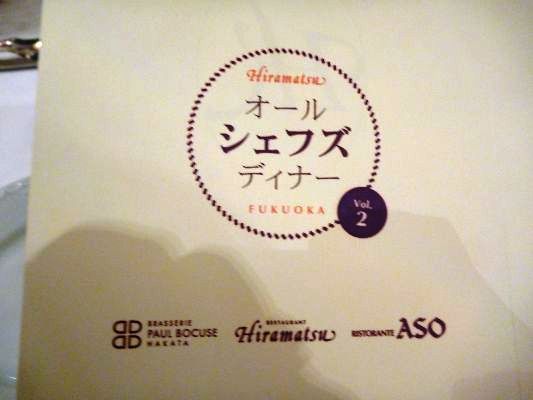 Hiramatsu
オール
シェフズ
ディナー
FUKUOKA
Vol.
2
BRASSERIE
PAUL BOCUSE
HAKATA
RESTAURANT
Hiramatsu
RISTORANTE ASO